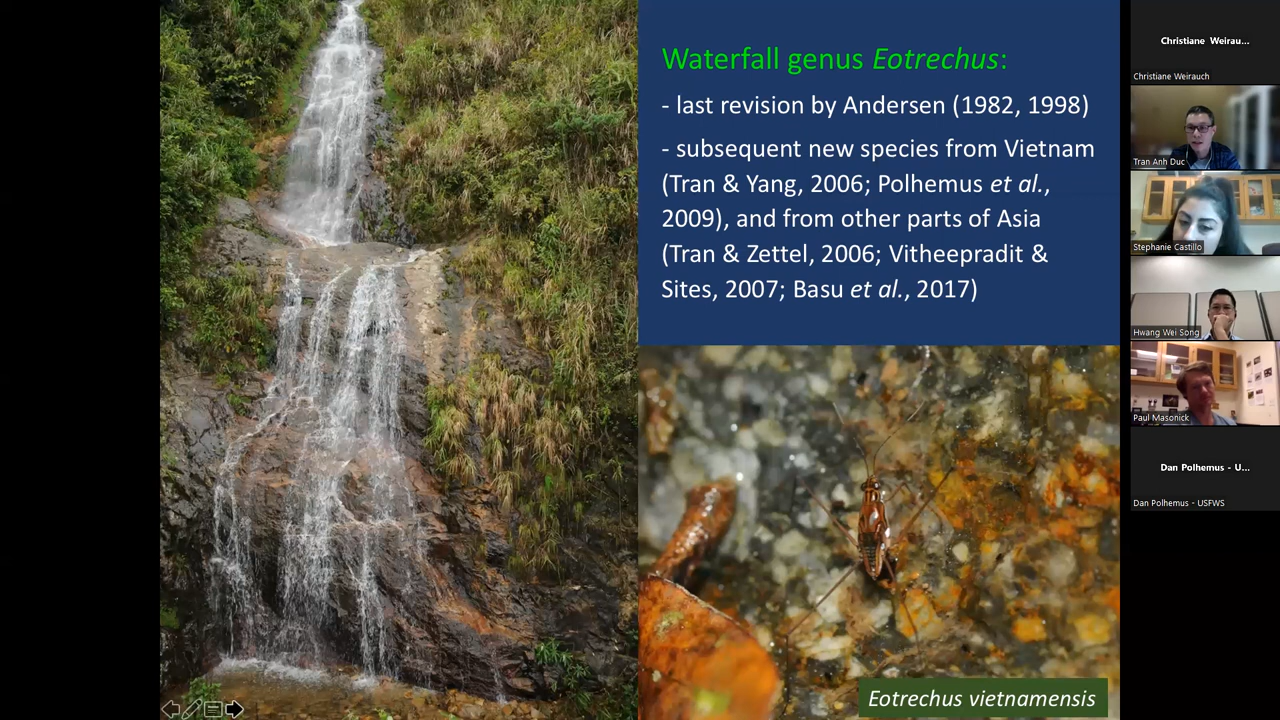 Waterfall genus Eotrechus:
- last revision by Andersen (1982, 1998)
- subsequent new species from Vietnam
(Tran & Yang, 2006; Polhemus et al.,
2009), and from other parts of Asia
(Tran & Zettel, 2006; Vitheepradit &
Sites, 2007; Basu et al., 2017)
Eotrechus vietnamensis
Christiane Weirau...
Christiane Weirauch
Tran Anh Duc
Stephanie Castillo
Hwang Wei Song
Paul Masonick
Dan Polhemus - U...
Dan Polhemus - USFWS